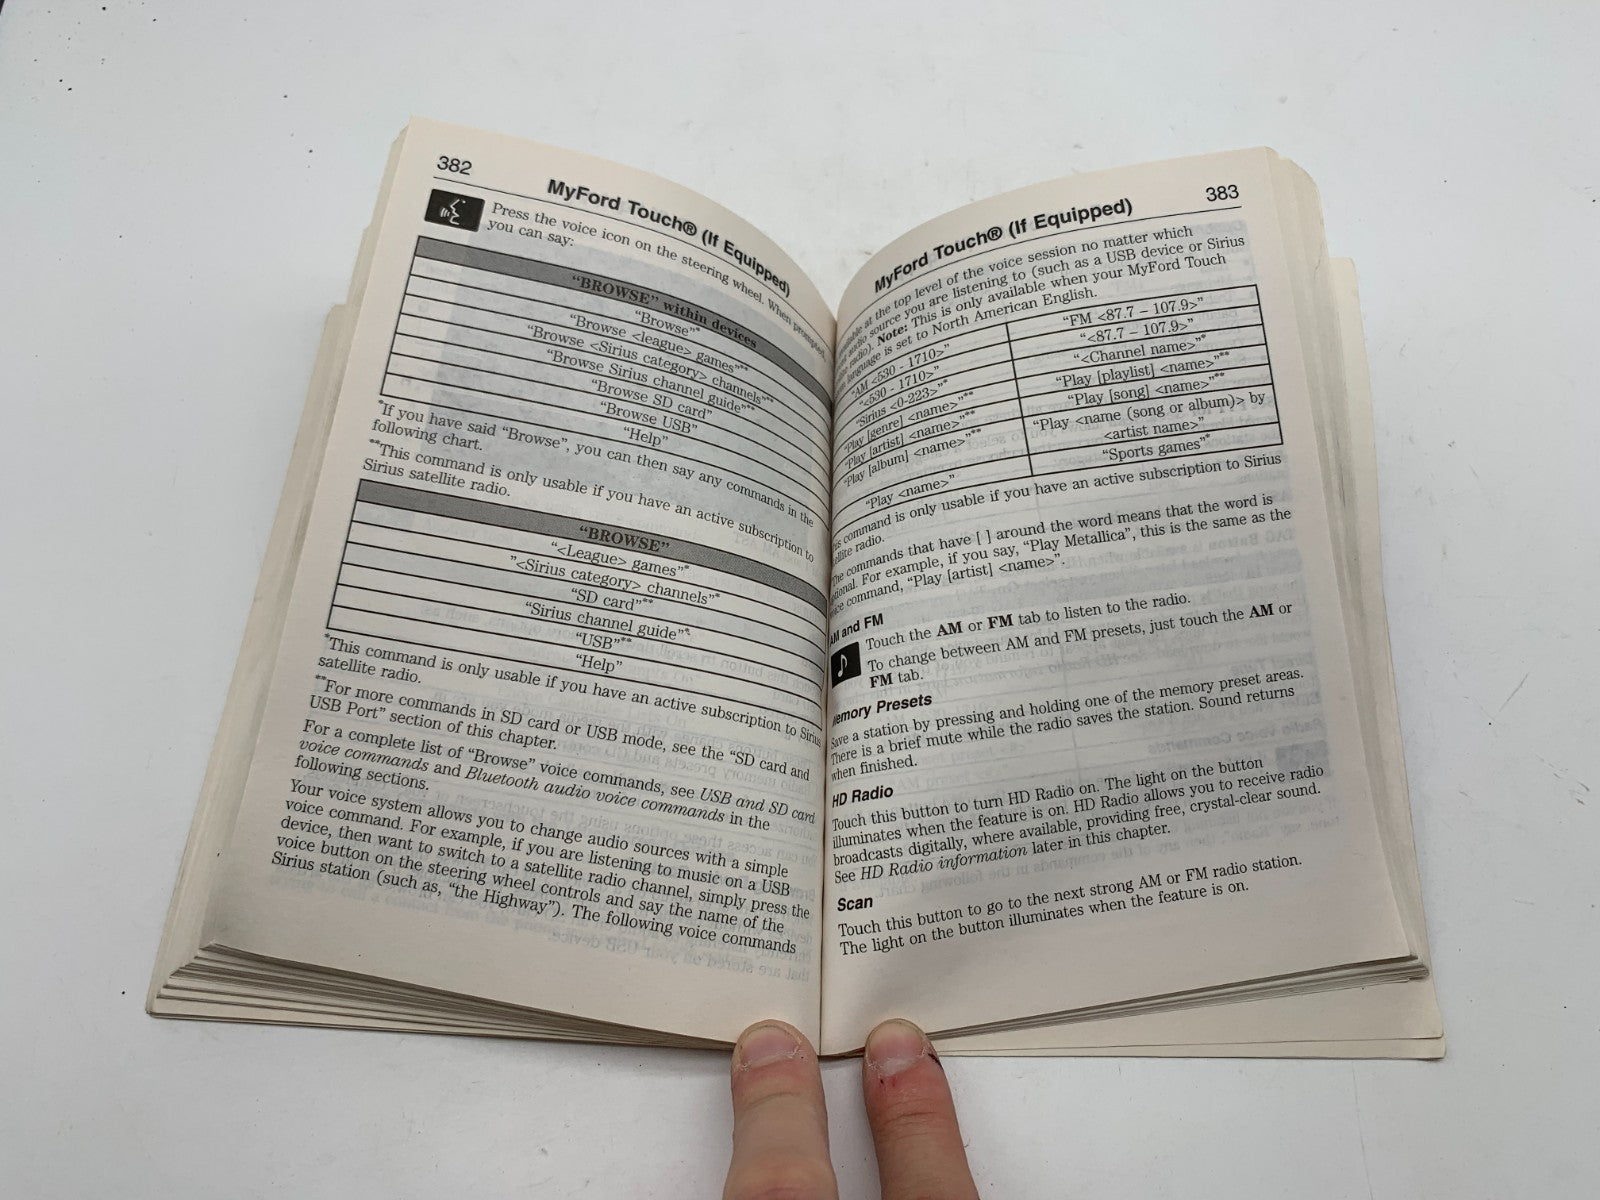 382
MyFord Touch® (If Equipped)
Press the voice icon on the steering wheel. When prompted,
you can say:
“BROWSE” within devices
“Browse”*
“Browse <league> games”**
“Browse <Sirius category> channels”**
“Browse Sirius channel guide”**
“Browse SD card”
“Browse USB”
“Help”
*If you have said “Browse”, you can then say any commands in the
following chart.
**This command is only usable if you have an active subscription to
Sirius satellite radio.
“BROWSE”
“<League> games”*
”<Sirius category> channels”*
“SD card”**
“Sirius channel guide”*
“USB”**
“Help”
*This command is only usable if you have an active subscription to Sirius
satellite radio.
**For more commands in SD card or USB mode, see the “SD card and
USB Port” section of this chapter.
For a complete list of “Browse” voice commands, see USB and SD card
voice commands and Bluetooth audio voice commands in the
following sections.
Your voice system allows you to change audio sources with a simple
voice command. For example, if you are listening to music on a USB
device, then want to switch to a satellite radio channel, simply press the
voice button on the steering wheel controls and say the name of the
Sirius station (such as, “the Highway”). The following voice commands
383
MyFord Touch® (If Equipped)
at the top level of the voice session no matter which
audio source you are listening to (such as a USB device or Sirius
radio). Note: This is only available when your MyFord Touch
language is set to North American English.
“AM <530 - 1710>”
“FM <87.7 – 107.9>”
“<530 - 1710>”
“<87.7 – 107.9>”
“Sirius <0-223>”*
“<Channel name>”*
“Play [genre] <name>”**
“Play [playlist] <name>”**
“Play [artist] <name>”**
“Play [song] <name>”**
“Play [album] <name>”**
“Play <name (song or album)> by
<artist name>”
“Play <name>”
“Sports games”*
command is only usable if you have an active subscription to Sirius
radio.
commands that have [ ] around the word means that the word is
For example, if you say, “Play Metallica”, this is the same as the
voice command, “Play [artist] <name>”.
AM and FM
Touch the AM or FM tab to listen to the radio.
To change between AM and FM presets, just touch the AM or
FM tab.
Memory Presets
Save a station by pressing and holding one of the memory preset areas.
There is a brief mute while the radio saves the station. Sound returns
when finished.
HD Radio
Touch this button to turn HD Radio on. The light on the button
illuminates when the feature is on. HD Radio allows you to receive radio
broadcasts digitally, where available, providing free, crystal-clear sound.
See HD Radio information later in this chapter.
Scan
Touch this button to go to the next strong AM or FM radio station.
The light on the button illuminates when the feature is on.